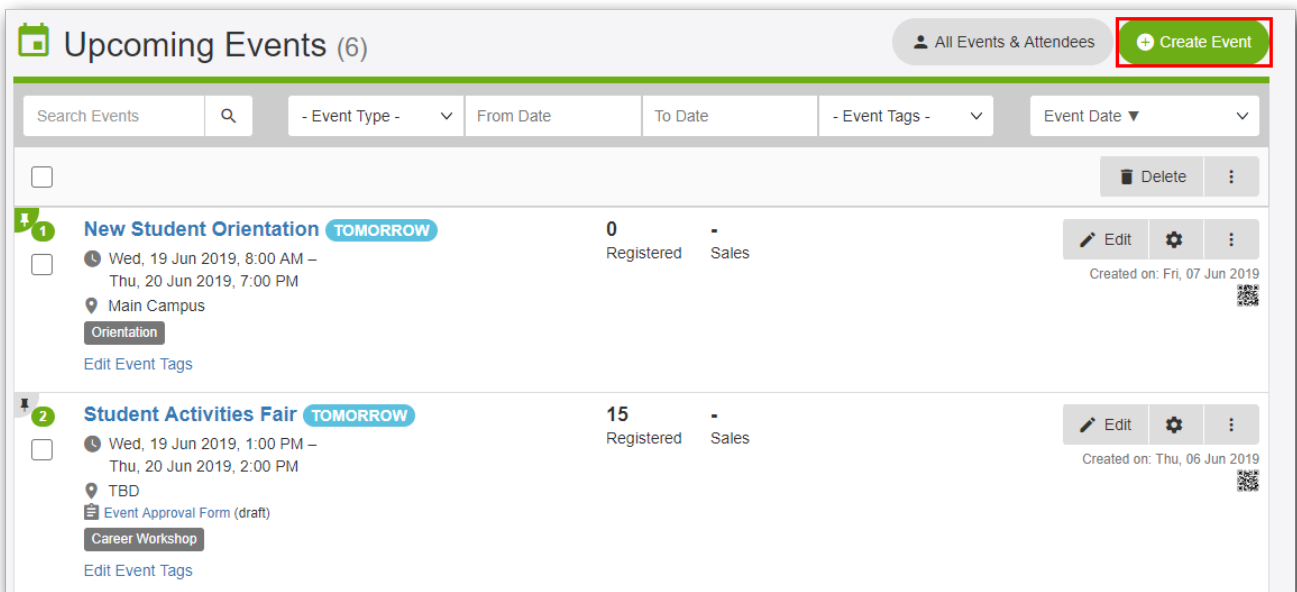 Upcoming Events (6)
All Events & Attendees
Create Event
Search Events
- Event Type -
From Date
To Date
- Event Tags -
Event Date ▼
Delete
1
New Student Orientation TOMORROW
Wed, 19 Jun 2019, 8:00 AM –
Thu, 20 Jun 2019, 7:00 PM
Main Campus
Orientation
Edit Event Tags
0
Registered
-
Sales
Edit
Created on: Fri, 07 Jun 2019
2
Student Activities Fair TOMORROW
Wed, 19 Jun 2019, 1:00 PM –
Thu, 20 Jun 2019, 2:00 PM
TBD
Event Approval Form (draft)
Career Workshop
Edit Event Tags
15
Registered
-
Sales
Edit
Created on: Thu, 06 Jun 2019